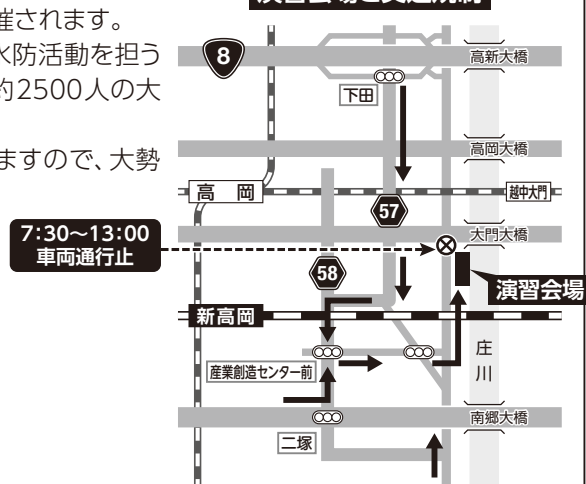 催されます。
水防活動を担う
約2500人の大
ますので、大勢
演習会場と交通規制
8
高新大橋
下田
高岡大橋
高岡
越中大門
57
7:30〜13:00
車両通行止
大門大橋
58
演習会場
新高岡
産業創造センター前
庄川
南郷大橋
二塚